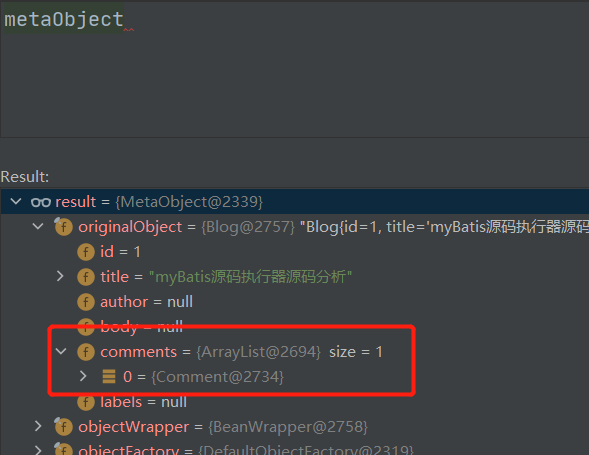 metaObject
Result:
result = {MetaObject@2339}
originalObject = {Blog@2757} "Blog{id=1, title='myBatis源码执行器源码
id = 1
title = "myBatis源码执行器源码分析"
author = null
body = null
comments = {ArrayList@2694} size = 1
0 = {Comment@2734}
labels = null
objectWrapper = {BeanWrapper@2758}
objectFactory = {DefaultObjectFactory@2319}